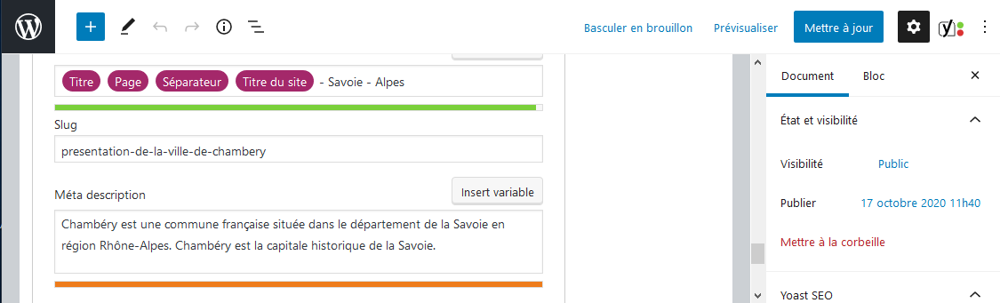 Basculer en brouillon Prévisualiser Mettre à jour
Titre Page Séparateur Titre du site - Savoie - Alpes
Slug
presentation-de-la-ville-de-chambery
Méta description Insert variable
Chambéry est une commune française située dans le département de la Savoie en
région Rhône-Alpes. Chambéry est la capitale historique de la Savoie.
Document Bloc
État et visibilité
Visibilité Public
Publier 17 octobre 2020 11h40
Mettre à la corbeille
Yoast SEO